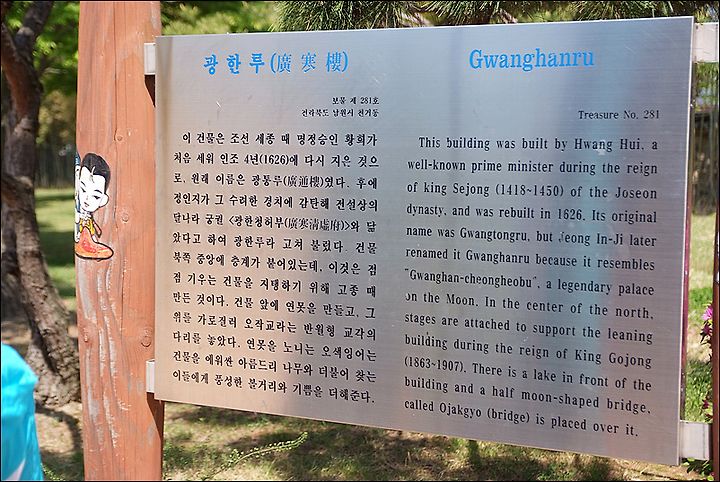 광한루(廣寒樓)
보물 제 281호
전라북도 남원시 천거동
이 건물은 조선 세종 때 명정승인 황희가
처음 세워 인조 4년(1626)에 다시 지은 것으
로, 원래 이름은 광통루(廣通樓)였다. 후에
정인지가 그 수려한 경치에 감탄해 전설상의
달나라 궁궐 <광한청허부(廣寒淸虛府)>와 닮
았다고 하여 광한루라 고쳐 불렀다. 건물
북쪽 중앙에 층계가 붙어있는데, 이것은 점
점 기우는 건물을 지탱하기 위해 고종 때
만든 것이다. 건물 앞에 연못을 만들고, 그
위를 가로질러 오작교라는 반원형 교각의
다리를 놓았다. 연못을 노니는 오색잉어는
건물을 에워싼 아름드리 나무와 더불어 찾는
이들에게 풍성한 볼거리와 기쁨을 더해준다.
Gwanghanru
Treasure No. 281
This building was built by Hwang Hui, a
well-known prime minister during the reign
of king Sejong (1418~1450) of the Joseon
dynasty, and was rebuilt in 1626. Its original
name was Gwangtongru, but Jeong In-Ji later
renamed it Gwanghanru because it resembles
"Gwanghan-cheongheobu", a legendary palace
on the Moon. In the center of the north,
stages are attached to support the leaning
building during the reign of King Gojong
(1863~1907). There is a lake in front of the
building and a half moon-shaped bridge,
called Ojakgyo (bridge) is placed over it.